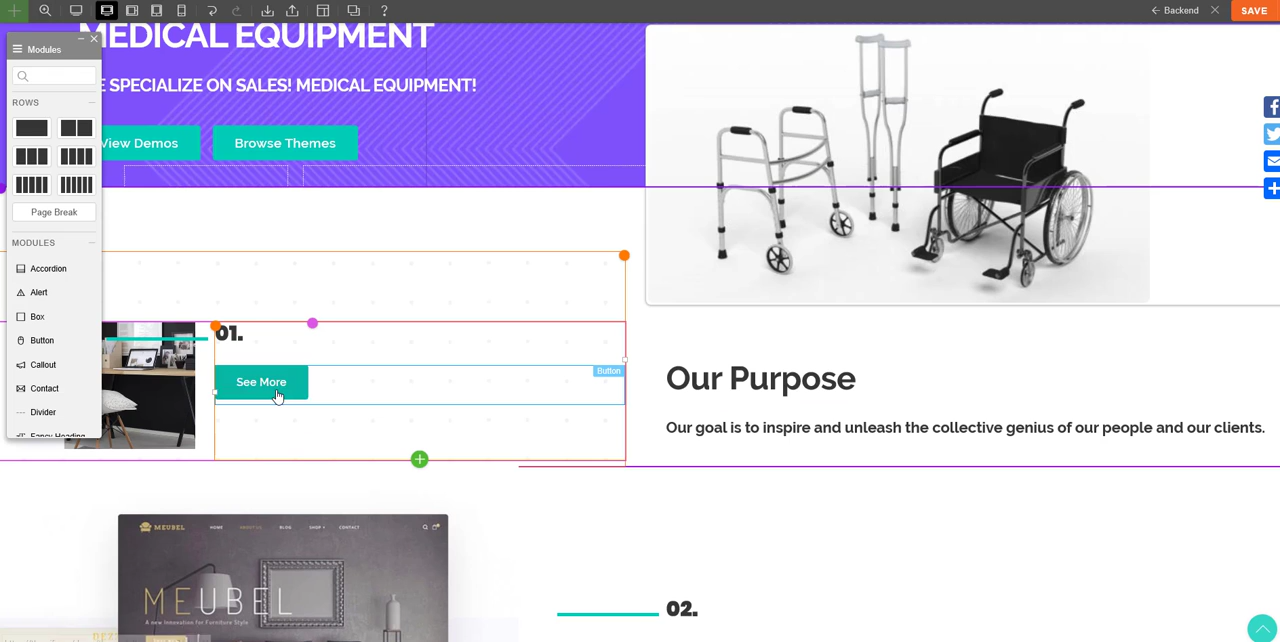 Backend
SAVE
Modules
MEDICAL EQUIPMENT
E SPECIALIZE ON SALES! MEDICAL EQUIPMENT!
View Demos
Browse Themes
ROWS
Page Break
MODULES
Accordion
Alert
Box
Button
Callout
Contact
Divider
Fancy Heading
01.
See More
Button
Our Purpose
Our goal is to inspire and unleash the collective genius of our people and our clients.
MEUBEL
HOME
ABOUT US
BLOG
SHOP +
CONTACT
MEUBEL
A new Innovation for Furniture Style
02.